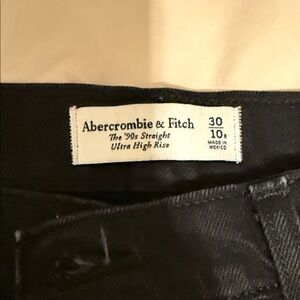 Abercrombie & Fitch
The '90s Straight
Ultra High Rise
30
10R
MADE IN
MEXICO